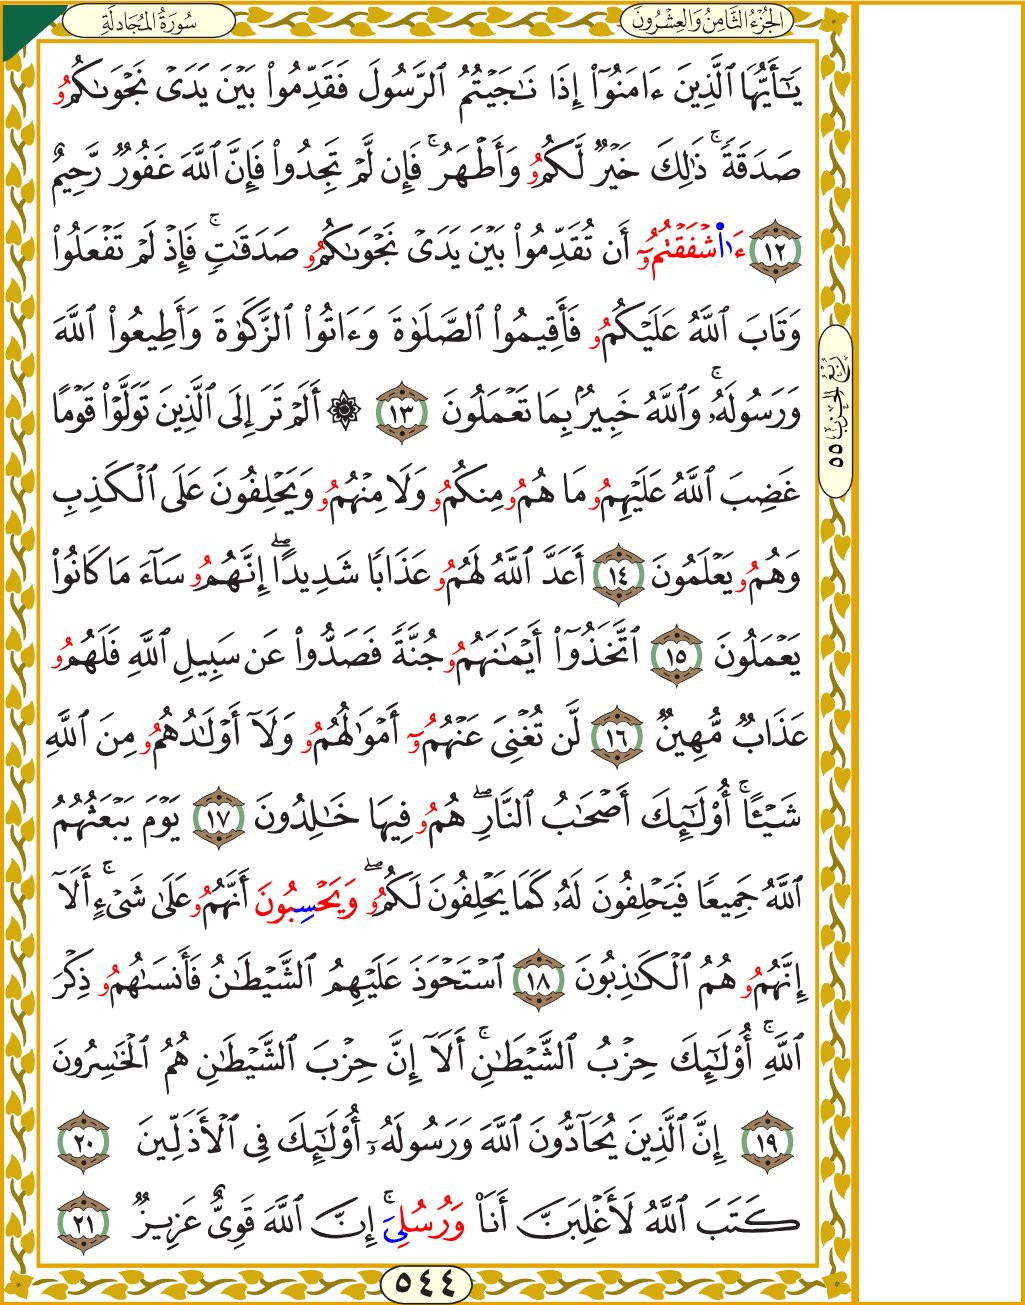 الجُزْءُ الثَّامِنُ وَالعِشْرُونَ
سُورَةُ المُجَادلَةِ
يَـٰٓأَيُّهَا ٱلَّذِينَ ءَامَنُوٓا۟ إِذَا نَـٰجَيْتُمُ ٱلرَّسُولَ فَقَدِّمُوا۟ بَيْنَ يَدَىْ نَجْوَىٰكُمُو
صَدَقَةً ۚ ذَٰلِكَ خَيْرٌ لَّكُمُو وَأَطْهَرُ ۚ فَإِن لَّمْ تَجِدُوا۟ فَإِنَّ ٱللَّهَ غَفُورٌ رَّحِيمٌ
١٢ ءَاٰشْفَقْتُمُوٓ أَن تُقَدِّمُوا۟ بَيْنَ يَدَىْ نَجْوَىٰكُمُو صَدَقَـٰتٍ ۚ فَإِذْ لَمْ تَفْعَلُوا۟
وَتَابَ ٱللَّهُ عَلَيْكُمُو فَأَقِيمُوا۟ ٱلصَّلَوٰةَ وَءَاتُوا۟ ٱلزَّكَوٰةَ وَأَطِيعُوا۟ ٱللَّهَ
وَرَسُولَهُۥ ۚ وَٱللَّهُ خَبِيرٌۢ بِمَا تَعْمَلُونَ ١٣ ۞ أَلَمْ تَرَ إِلَى ٱلَّذِينَ تَوَلَّوْا۟ قَوْمًا
غَضِبَ ٱللَّهُ عَلَيْهِمُو مَا هُمُو مِنكُمُو وَلَا مِنْهُمُو وَيَحْلِفُونَ عَلَى ٱلْكَذِبِ
وَهُمُو يَعْلَمُونَ ١٤ أَعَدَّ ٱللَّهُ لَهُمُو عَذَابًا شَدِيدًا ۖ إِنَّهُمُو سَآءَ مَا كَانُوا۟
يَعْمَلُونَ ١٥ ٱتَّخَذُوٓا۟ أَيْمَـٰنَهُمُو جُنَّةً فَصَدُّوا۟ عَن سَبِيلِ ٱللَّهِ فَلَهُمُو
عَذَابٌ مُّهِينٌ ١٦ لَّن تُغْنِىَ عَنْهُمُوٓ أَمْوَٰلُهُمُو وَلَآ أَوْلَـٰدُهُمُو مِنَ ٱللَّهِ
شَيْـًٔا ۚ أُو۟لَـٰٓئِكَ أَصْحَـٰبُ ٱلنَّارِ ۖ هُمُو فِيهَا خَـٰلِدُونَ ١٧ يَوْمَ يَبْعَثُهُمُ
ٱللَّهُ جَمِيعًا فَيَحْلِفُونَ لَهُۥ كَمَا يَحْلِفُونَ لَكُمُو ۖ وَيَحْسِبُونَ أَنَّهُمُو عَلَىٰ شَىْءٍ ۚ أَلَآ
إِنَّهُمُو هُمُ ٱلْكَـٰذِبُونَ ١٨ ٱسْتَحْوَذَ عَلَيْهِمُ ٱلشَّيْطَـٰنُ فَأَنسَىٰهُمُو ذِكْرَ
ٱللَّهِ ۚ أُو۟لَـٰٓئِكَ حِزْبُ ٱلشَّيْطَـٰنِ ۚ أَلَآ إِنَّ حِزْبَ ٱلشَّيْطَـٰنِ هُمُ ٱلْخَـٰسِرُونَ
١٩ إِنَّ ٱلَّذِينَ يُحَآدُّونَ ٱللَّهَ وَرَسُولَهُۥٓ أُو۟لَـٰٓئِكَ فِى ٱلْأَذَلِّينَ ٢٠
كَتَبَ ٱللَّهُ لَأَغْلِبَنَّ أَنَا۠ وَرُسُلِىَ ۚ إِنَّ ٱللَّهَ قَوِىٌّ عَزِيزٌ ٢١
رُبْعُ الحِزْب ٥٥
٥٤٤